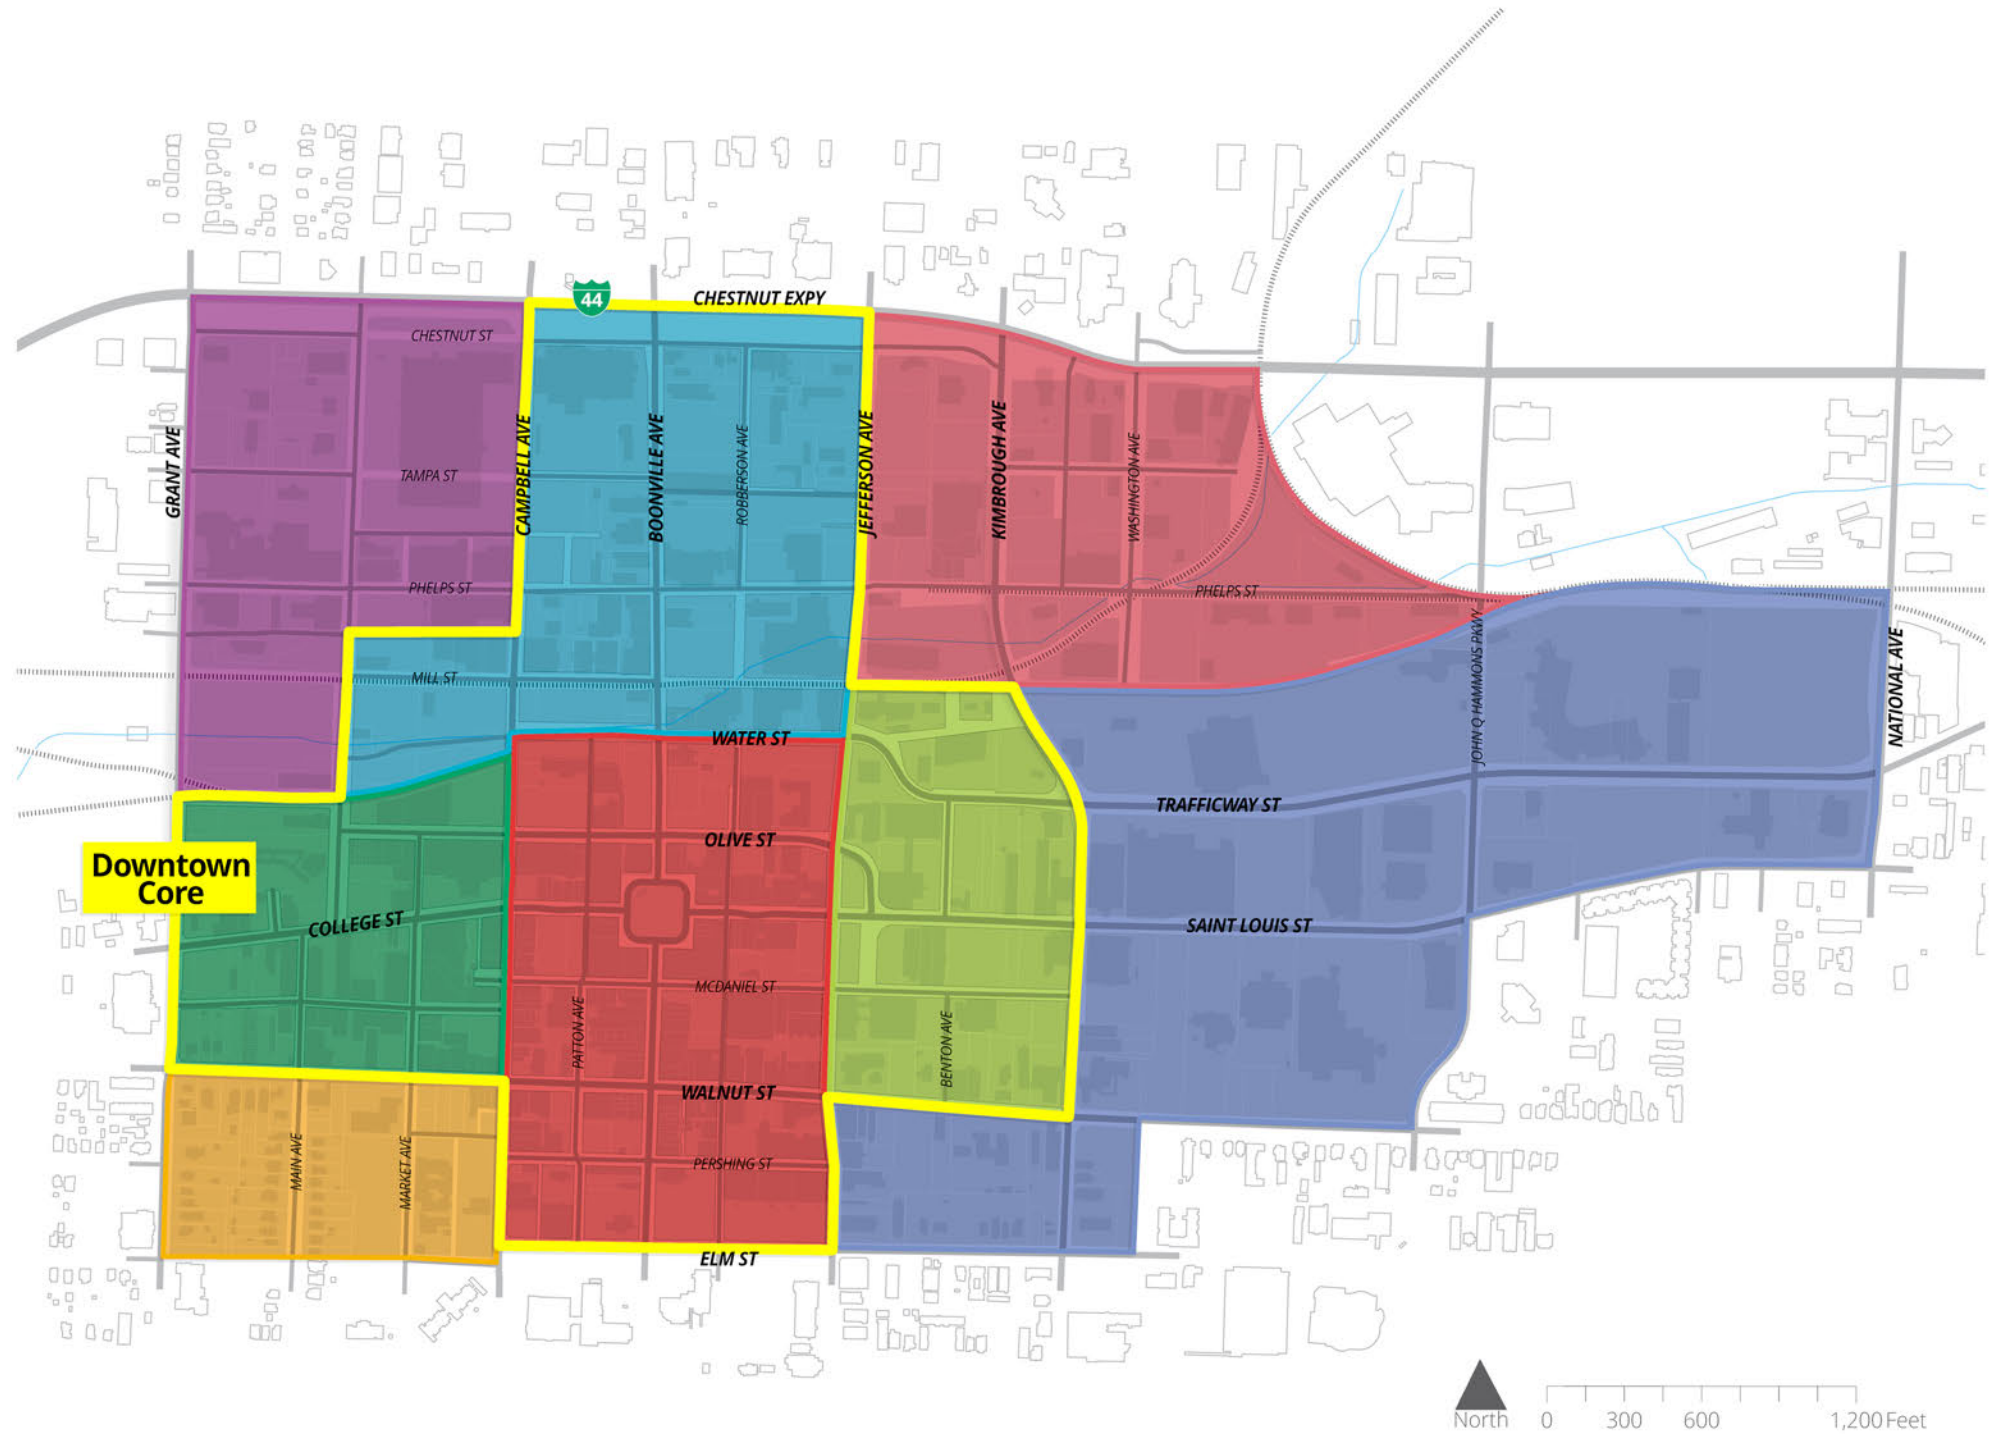 44
CHESTNUT EXPY
CHESTNUT ST
GRANT AVE
CAMPBELL AVE
BOONVILLE AVE
ROBBERSON AVE
JEFFERSON AVE
KIMBROUGH AVE
WASHINGTON AVE
TAMPA ST
PHELPS ST
PHELPS ST
JOHN Q HAMMONS PKWY
NATIONAL AVE
MILL ST
WATER ST
TRAFFICWAY ST
OLIVE ST
Downtown
Core
COLLEGE ST
SAINT LOUIS ST
MCDANIEL ST
PATTON AVE
BENTON AVE
WALNUT ST
MAIN AVE
MARKET AVE
PERSHING ST
ELM ST
North
0 300 600 1,200 Feet